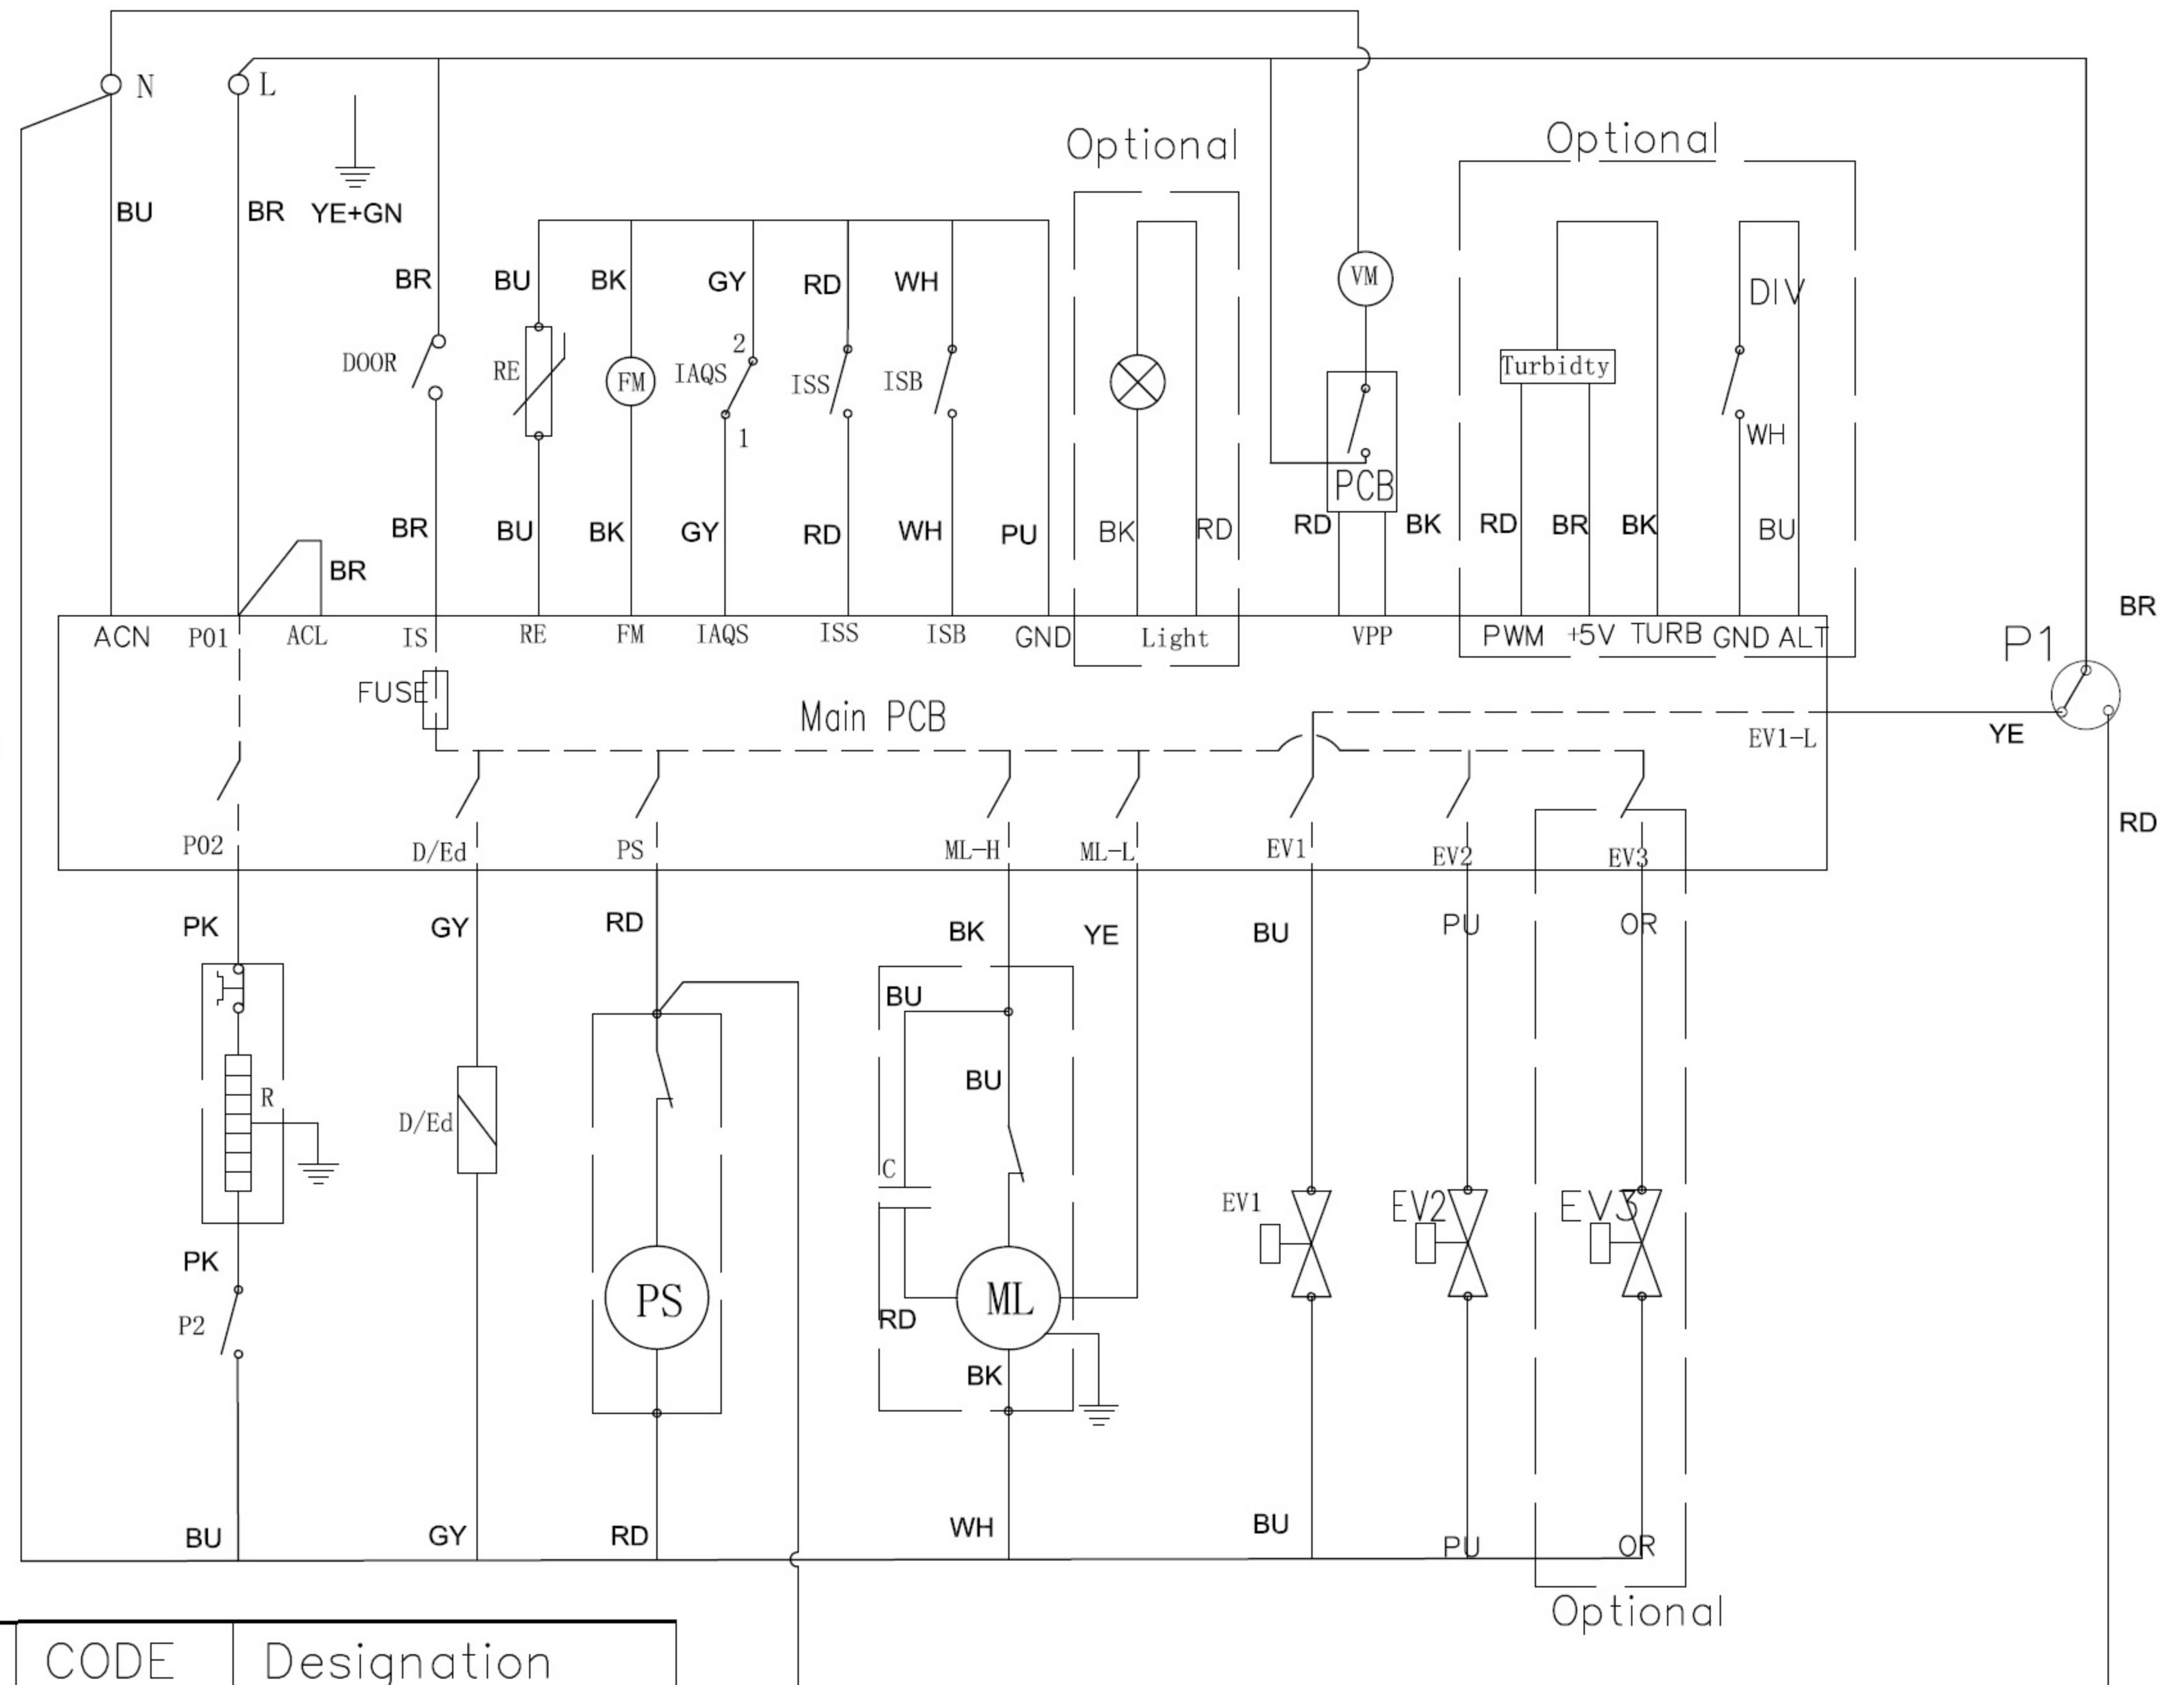 N
L
Optional
Optional
BU
BR
YE+GN
BR
BU
BK
GY
RD
WH
VM
DIV
DOOR
RE
FM
IAQS
2
1
ISS
ISB
Turbidty
WH
PCB
BR
BR
BU
BK
GY
RD
WH
PU
BK
RD
RD
BK
RD
BR
BK
BU
BR
ACN
P01
ACL
IS
RE
FM
IAQS
ISS
ISB
GND
Light
VPP
PWM
+5V
TURB
GND
ALT
P1
FUSE
Main PCB
EV1-L
YE
RD
P02
D/Ed
PS
ML-H
ML-L
EV1
EV2
EV3
PK
GY
RD
BK
YE
BU
PU
OR
BU
BU
R
D/Ed
C
EV1
EV2
EV3
PK
P2
PS
ML
RD
BK
BU
GY
RD
WH
BU
PU
OR
Optional
CODE
Designation